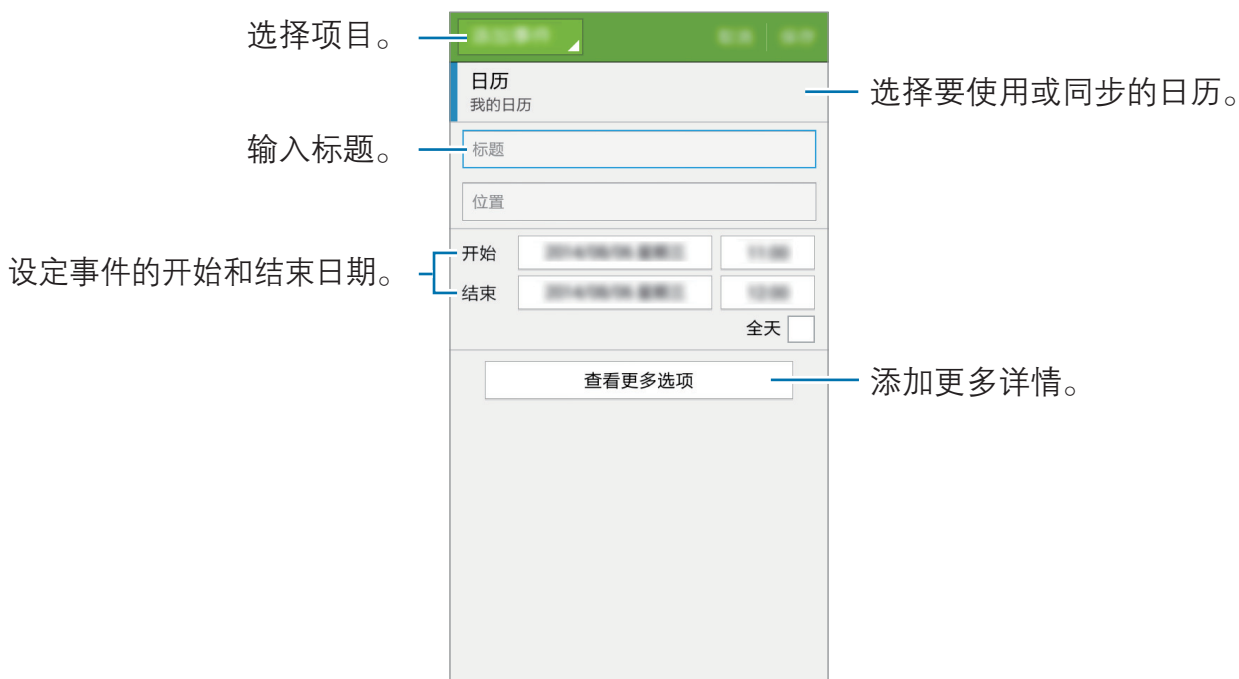 选择项目。
日历
我的日历
选择要使用或同步的日历。
输入标题。
标题
位置
设定事件的开始和结束日期。
开始
结束
全天
查看更多选项
添加更多详情。